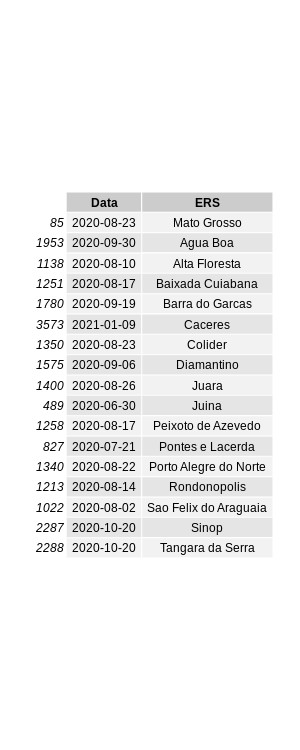 Data ERS
85 2020-08-23 Mato Grosso
1953 2020-09-30 Agua Boa
1138 2020-08-10 Alta Floresta
1251 2020-08-17 Baixada Cuiabana
1780 2020-09-19 Barra do Garcas
3573 2021-01-09 Caceres
1350 2020-08-23 Colider
1575 2020-09-06 Diamantino
1400 2020-08-26 Juara
489 2020-06-30 Juina
1258 2020-08-17 Peixoto de Azevedo
827 2020-07-21 Pontes e Lacerda
1340 2020-08-22 Porto Alegre do Norte
1213 2020-08-14 Rondonopolis
1022 2020-08-02 Sao Felix do Araguaia
2287 2020-10-20 Sinop
2288 2020-10-20 Tangara da Serra